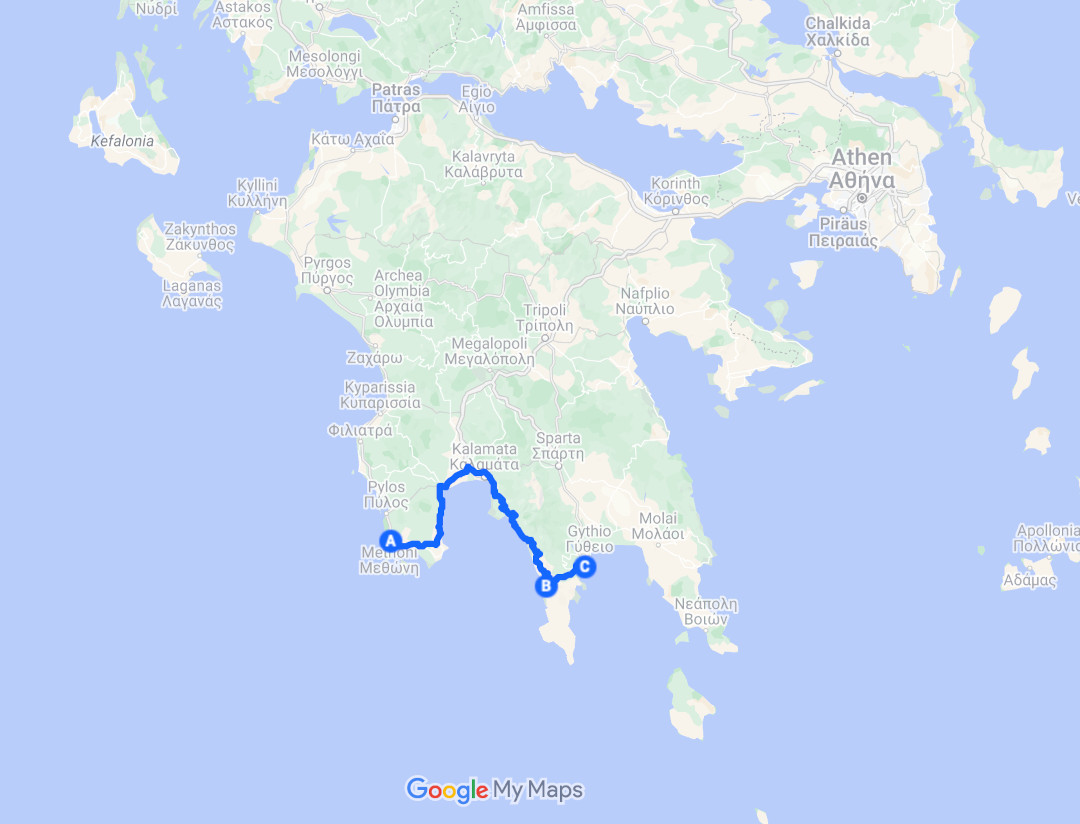 Νυδρί
Astakos
Αστακός
Amfissa
Άμφισσα
Chalkida
Χαλκίδα
Mesolongi
Μεσολόγγι
Patras
Πάτρα
Egio
Αίγιο
Kefalonia
Κάτω Αχαΐα
Kalavryta
Καλάβρυτα
Athen
Αθήνα
Kyllini
Κυλλήνη
Korinth
Κόρινθος
Piräus
Πειραιάς
Zakynthos
Ζάκυνθος
Laganas
Λαγανάς
Pyrgos
Πύργος
Archea
Olymbia
Αρχαία
Ολυμπία
Nafplio
Ναύπλιο
Tripoli
Τρίπολη
Megalopoli
Μεγαλόπολη
Ζαχάρω
Kyparissia
Κυπαρισσία
Φιλιατρά
Kalamata
Καλαμάτα
Sparta
Σπάρτη
Pylos
Πύλος
Gythio
Γύθειο
Molai
Μολάοι
A
Methoni
Μεθώνη
B
C
Apollonia
Πολλώνια
Αδάμας
Νεάπολη
Βοιών
Google My Maps